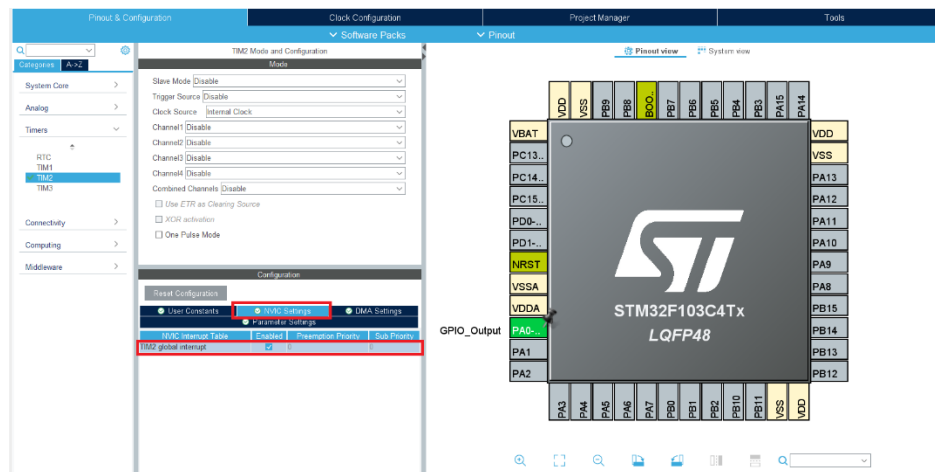 Pinout & Configuration
Clock Configuration
Project Manager
Tools
Software Packs
Pinout
TIM2 Mode and Configuration
Pinout view
System view
Categories
A->Z
System Core
Analog
Timers
RTC
TIM1
TIM2
TIM3
Connectivity
Computing
Middleware
Mode
Slave Mode Disable
Trigger Source Disable
Clock Source Internal Clock
Channel1 Disable
Channel2 Disable
Channel3 Disable
Channel4 Disable
Combined Channels Disable
Use ETR as Clearing Source
XOR activation
One Pulse Mode
Configuration
Reset Configuration
User Constants
NVIC Settings
DMA Settings
Parameter Settings
NVIC Interrupt Table Enabled Preemption Priority Sub Priority
TIM2 global interrupt 0 0
VDD VSS PB9 PB8 BOO.. PB7 PB6 PB5 PB4 PB3 PA15 PA14
VBAT
PC13..
PC14..
PC15..
PD0-..
PD1-..
NRST
VSSA
VDDA
GPIO_Output PA0-..
PA1
PA2
STM32F103C4Tx
LQFP48
VDD
VSS
PA13
PA12
PA11
PA10
PA9
PA8
PB15
PB14
PB13
PB12
PA3 PA4 PA5 PA6 PA7 PB0 PB1 PB2 PB10 PB11 VSS VDD